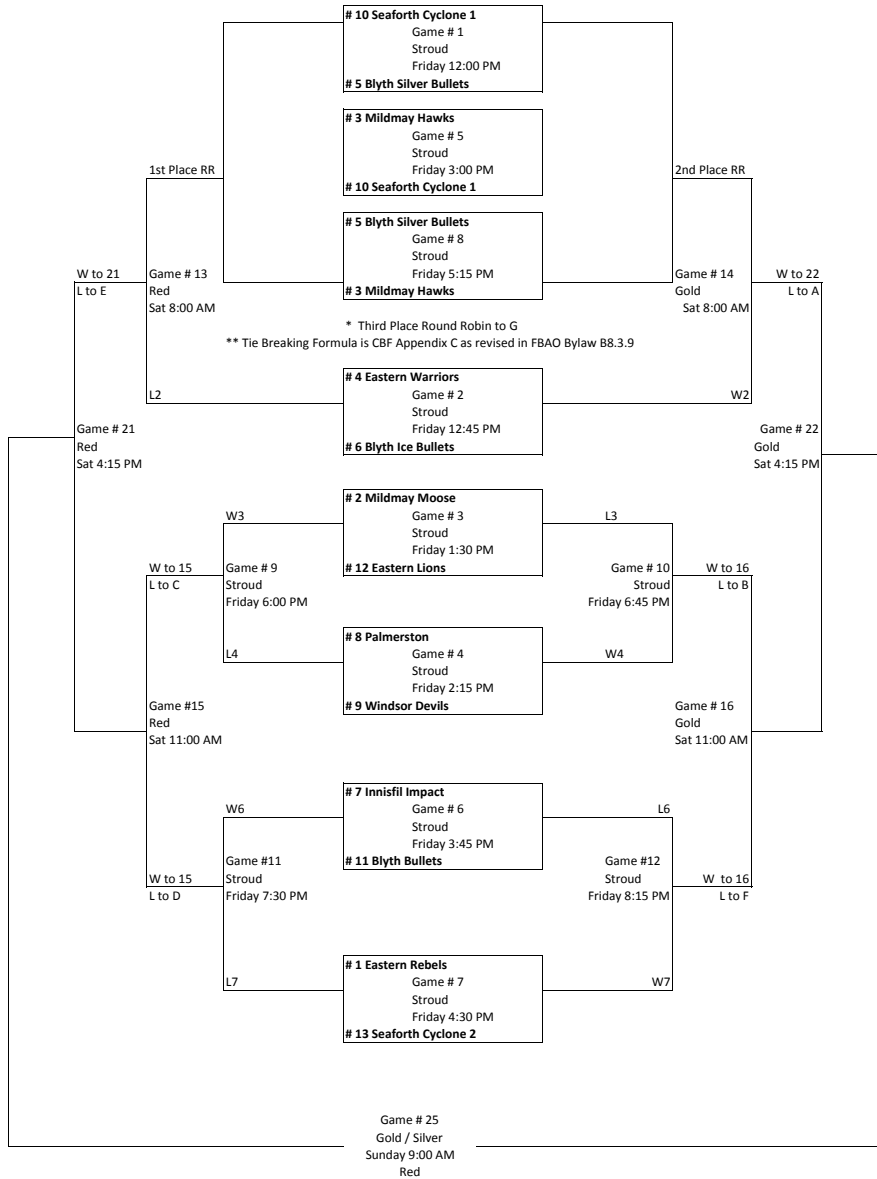 # 10 Seaforth Cyclone 1
Game # 1
Stroud
Friday 12:00 PM
# 5 Blyth Silver Bullets
# 3 Mildmay Hawks
Game # 5
Stroud
Friday 3:00 PM
# 10 Seaforth Cyclone 1
1st Place RR
2nd Place RR
# 5 Blyth Silver Bullets
Game # 8
Stroud
Friday 5:15 PM
# 3 Mildmay Hawks
W to 21
L to E
Game # 13
Red
Sat 8:00 AM
Game # 14
Gold
Sat 8:00 AM
W to 22
L to A
* Third Place Round Robin to G
** Tie Breaking Formula is CBF Appendix C as revised in FBAO Bylaw B8.3.9
L2
# 4 Eastern Warriors
Game # 2
Stroud
Friday 12:45 PM
# 6 Blyth Ice Bullets
W2
Game # 21
Red
Sat 4:15 PM
Game # 22
Gold
Sat 4:15 PM
W3
# 2 Mildmay Moose
Game # 3
Stroud
Friday 1:30 PM
# 12 Eastern Lions
L3
W to 15
L to C
Game # 9
Stroud
Friday 6:00 PM
Game # 10
Stroud
Friday 6:45 PM
W to 16
L to B
L4
# 8 Palmerston
Game # 4
Stroud
Friday 2:15 PM
# 9 Windsor Devils
W4
Game #15
Red
Sat 11:00 AM
Game # 16
Gold
Sat 11:00 AM
W6
# 7 Innisfil Impact
Game # 6
Stroud
Friday 3:45 PM
# 11 Blyth Bullets
L6
W to 15
L to D
Game #11
Stroud
Friday 7:30 PM
Game #12
Stroud
Friday 8:15 PM
W to 16
L to F
L7
# 1 Eastern Rebels
Game # 7
Stroud
Friday 4:30 PM
# 13 Seaforth Cyclone 2
W7
Game # 25
Gold / Silver
Sunday 9:00 AM
Red